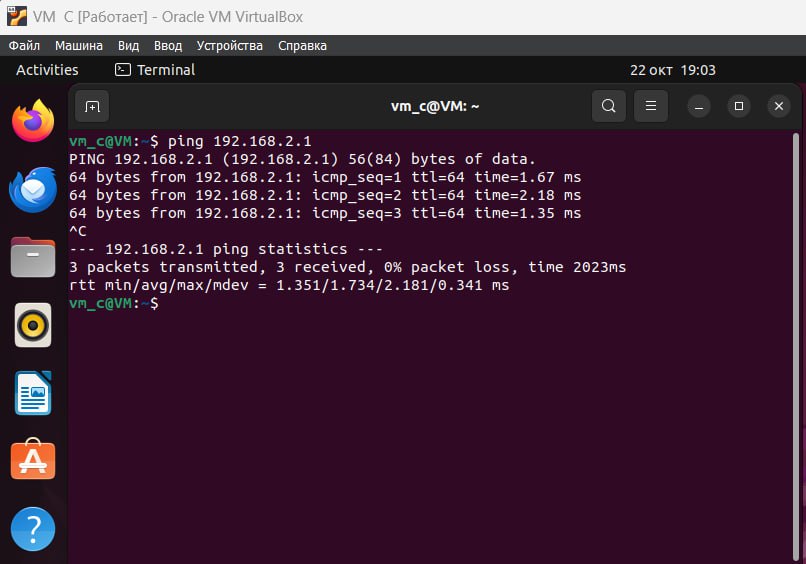 VM C [Работает] - Oracle VM VirtualBox
Файл Машина Вид Ввод Устройства Справка
Activities Terminal 22 окт 19:03
vm_c@VM: ~
vm_c@VM:~$ ping 192.168.2.1
PING 192.168.2.1 (192.168.2.1) 56(84) bytes of data.
64 bytes from 192.168.2.1: icmp_seq=1 ttl=64 time=1.67 ms
64 bytes from 192.168.2.1: icmp_seq=2 ttl=64 time=2.18 ms
64 bytes from 192.168.2.1: icmp_seq=3 ttl=64 time=1.35 ms
^C
--- 192.168.2.1 ping statistics ---
3 packets transmitted, 3 received, 0% packet loss, time 2023ms
rtt min/avg/max/mdev = 1.351/1.734/2.181/0.341 ms
vm_c@VM:~$